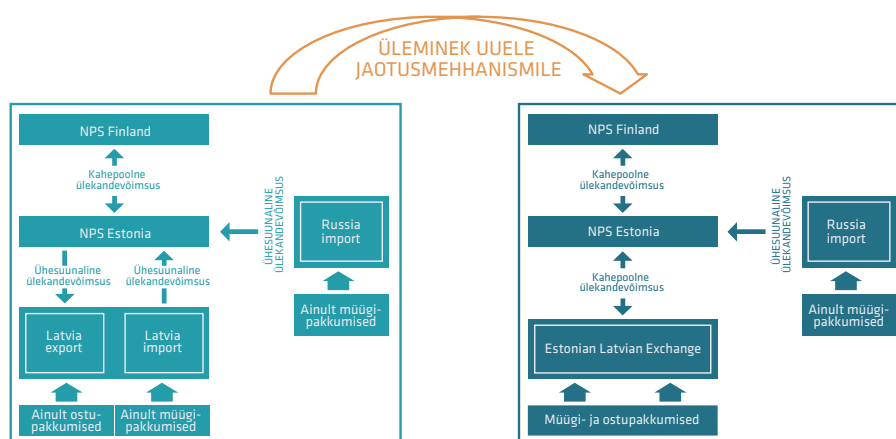 ÜLEMINEK UUELE
JAOTUSMEHHANISMILE
NPS Finland
Kahepoolne
ülekandevõimsus
NPS Estonia
Ühesuunaline
ülekandevõimsus
Ühesuunaline
ülekandevõimsus
Latvia
export
Latvia
import
Ainult ostu-
pakkumised
Ainult müügi-
pakkumised
ÜHESUUNALINE
ÜLEKANDEVÕIMSUS
Russia
import
Ainult müügi-
pakkumised
NPS Finland
Kahepoolne
ülekandevõimsus
NPS Estonia
Kahepoolne
ülekandevõimsus
Estonian Latvian Exchange
Müügi- ja ostupakkumised
ÜHESUUNALINE
ÜLEKANDEVÕIMSUS
Russia
import
Ainult müügi-
pakkumised